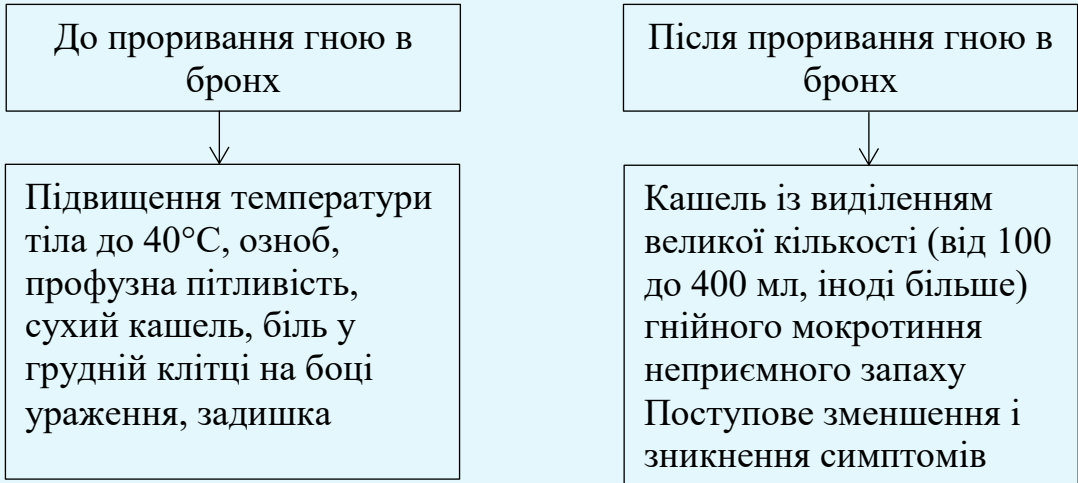 До проривання гною в
бронх
Підвищення температури
тіла до 40°С, озноб,
профузна пітливість,
сухий кашель, біль у
грудній клітці на боці
ураження, задишка
Після проривання гною в
бронх
Кашель із виділенням
великої кількості (від 100
до 400 мл, іноді більше)
гнійного мокротиння
неприємного запаху
Поступове зменшення і
зникнення симптомів